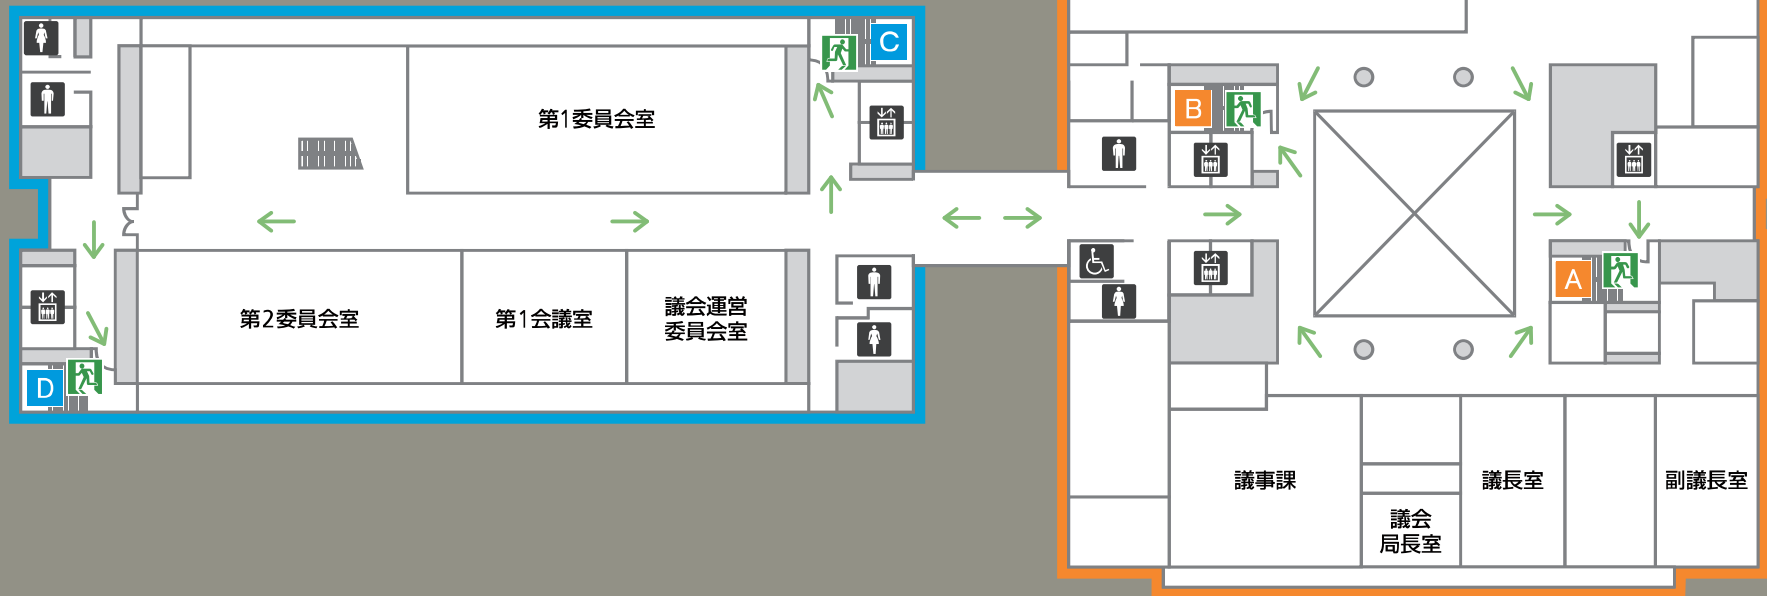 C
B
第1委員会室
A
第2委員会室
第1会議室
議会運営
委員会室
D
議事課
議会
局長室
議長室
副議長室